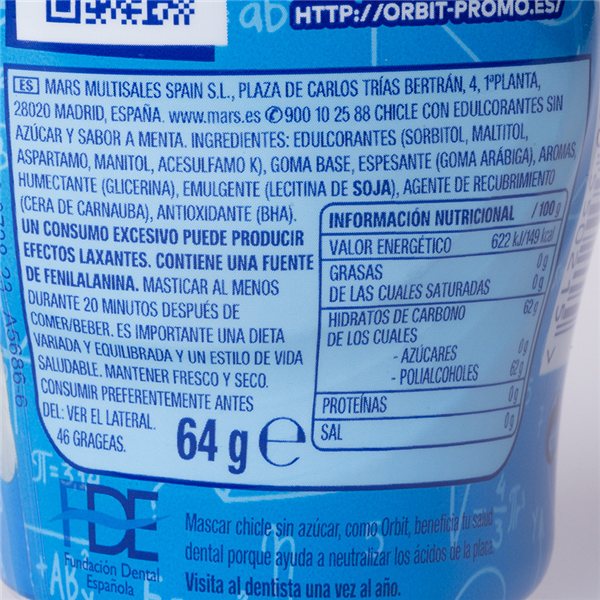 ab
HTTP://ORBIT-PROMO.ES/
ES MARS MULTISALES SPAIN S.L., PLAZA DE CARLOS TRÍAS BERTRÁN, 4, 1ªPLANTA,
28020 MADRID, ESPAÑA. www.mars.es ✆900 10 25 88 CHICLE CON EDULCORANTES SIN
AZÚCAR Y SABOR A MENTA. INGREDIENTES: EDULCORANTES (SORBITOL, MALTITOL,
ASPARTAMO, MANITOL, ACESULFAMO K), GOMA BASE, ESPESANTE (GOMA ARÁBIGA), AROMAS,
HUMECTANTE (GLICERINA), EMULGENTE (LECITINA DE SOJA), AGENTE DE RECUBRIMIENTO
(CERA DE CARNAUBA), ANTIOXIDANTE (BHA).
UN CONSUMO EXCESIVO PUEDE PRODUCIR
EFECTOS LAXANTES. CONTIENE UNA FUENTE
DE FENILALANINA. MASTICAR AL MENOS
DURANTE 20 MINUTOS DESPUÉS DE
COMER/BEBER. ES IMPORTANTE UNA DIETA
VARIADA Y EQUILIBRADA Y UN ESTILO DE VIDA
SALUDABLE. MANTENER FRESCO Y SECO.
CONSUMIR PREFERENTEMENTE ANTES
DEL: VER EL LATERAL.
46 GRAGEAS.
64 g e
INFORMACIÓN NUTRICIONAL / 100 g
VALOR ENERGÉTICO 622 kJ/149 kcal
GRASAS 0g
DE LAS CUALES SATURADAS 0g
HIDRATOS DE CARBONO 62g
DE LOS CUALES
- AZÚCARES 0g
- POLIALCOHOLES 62g
PROTEÍNAS 0g
SAL 0g
FDE
Fundación Dental
Española
Mascar chicle sin azúcar, como Orbit, beneficia tu salud
dental porque ayuda a neutralizar los ácidos de la placa.
Visita al dentista una vez al año.